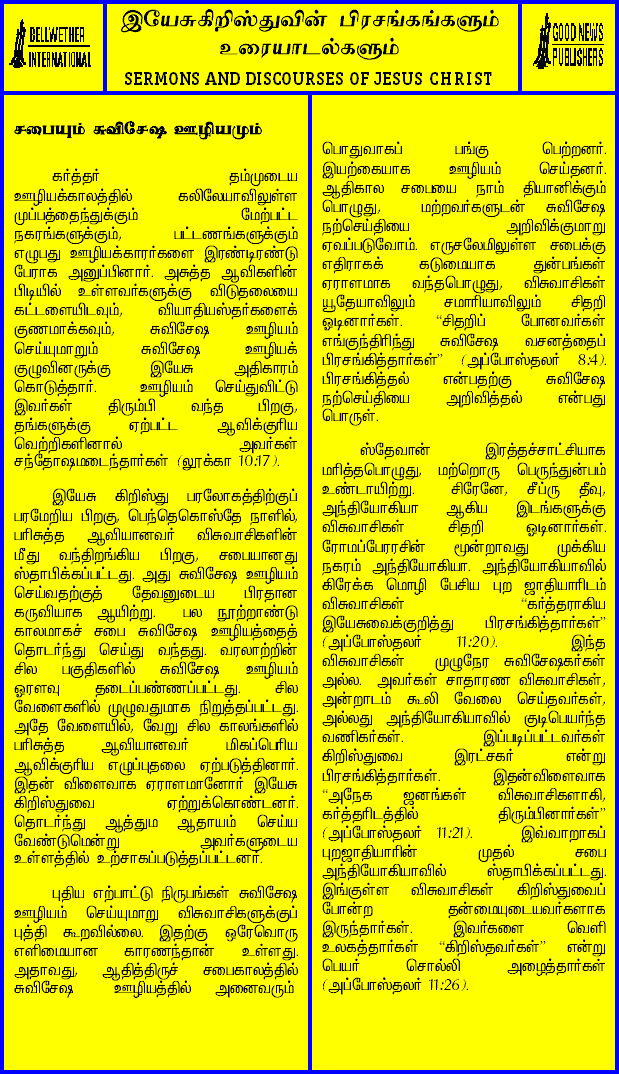 BELLWETHER
INTERNATIONAL
இயேசுகிறிஸ்துவின் பிரசங்கங்களும்
உரையாடல்களும்
SERMONS AND DISCOURSES OF JESUS CHRIST
GOOD NEWS
PUBLISHERS
சபையும் சுவிசேஷ ஊழியமும்
கர்த்தர் தம்முடைய
ஊழியக்காலத்தில் கலிலேயாவிலுள்ள
முப்பத்தைந்துக்கும் மேற்பட்ட
நகரங்களுக்கும், பட்டணங்களுக்கும்
எழுபது ஊழியக்காரர்களை இரண்டிரண்டு
பேராக அனுப்பினார். அசுத்த ஆவிகளின்
பிடியில் உள்ளவர்களுக்கு விடுதலையை
கட்டளையிடவும், வியாதியஸ்தர்களைக்
குணமாக்கவும், சுவிசேஷ ஊழியம்
செய்யுமாறும் சுவிசேஷ ஊழியக்
குழுவினருக்கு இயேசு அதிகாரம்
கொடுத்தார். ஊழியம் செய்துவிட்டு
இவர்கள் திரும்பி வந்த பிறகு,
தங்களுக்கு ஏற்பட்ட ஆவிக்குரிய
வெற்றிகளினால் அவர்கள்
சந்தோஷமடைந்தார்கள் (லூக்கா 10:17).
இயேசு கிறிஸ்து பரலோகத்திற்குப்
பரமேறிய பிறகு, பெந்தெகொஸ்தே நாளில்,
பரிசுத்த ஆவியானவர் விசுவாசிகளின்
மீது வந்திறங்கிய பிறகு, சபையானது
ஸ்தாபிக்கப்பட்டது. அது சுவிசேஷ ஊழியம்
செய்வதற்குத் தேவனுடைய பிரதான
கருவியாக ஆயிற்று. பல நூற்றாண்டு
காலமாகச் சபை சுவிசேஷ ஊழியத்தைத்
தொடர்ந்து செய்து வந்தது. வரலாற்றின்
சில பகுதிகளில் சுவிசேஷ ஊழியம்
ஓரளவு தடைப்பண்ணப்பட்டது. சில
வேளைகளில் முழுவதுமாக நிறுத்தப்பட்டது.
அதே வேளையில், வேறு சில காலங்களில்
பரிசுத்த ஆவியானவர் மிகப்பெரிய
ஆவிக்குரிய எழுப்புதலை ஏற்படுத்தினார்.
இதன் விளைவாக ஏராளமானோர் இயேசு
கிறிஸ்துவை ஏற்றுக்கொண்டனர்.
தொடர்ந்து ஆத்தும ஆதாயம் செய்ய
வேண்டுமென்று அவர்களுடைய
உள்ளத்தில் உற்சாகப்படுத்தப்பட்டனர்.
புதிய எற்பாட்டு நிருபங்கள் சுவிசேஷ
ஊழியம் செய்யுமாறு விசுவாசிகளுக்குப்
புத்தி கூறவில்லை. இதற்கு ஒரேவொரு
எளிமையான காரணந்தான் உள்ளது.
அதாவது, ஆதித்திருச் சபைகாலத்தில்
சுவிசேஷ ஊழியத்தில் அனைவரும்
பொதுவாகப் பங்கு பெற்றனர்.
இயற்கையாக ஊழியம் செய்தனர்.
ஆதிகால சபையை நாம் தியானிக்கும்
பொழுது, மற்றவர்களுடன் சுவிசேஷ
நற்செய்தியை அறிவிக்குமாறு
ஏவப்படுவோம். எருசலேமிலுள்ள சபைக்கு
எதிராகக் கடுமையாக துன்பங்கள்
ஏராளமாக வந்தபொழுது, விசுவாசிகள்
யூதேயாவிலும் சமாரியாவிலும் சிதறி
ஓடினார்கள். “சிதறிப் போனவர்கள்
எங்குந்திரிந்து சுவிசேஷ வசனத்தைப்
பிரசங்கித்தார்கள்” (அப்போஸ்தலர் 8:4).
பிரசங்கித்தல் என்பதற்கு சுவிசேஷ
நற்செய்தியை அறிவித்தல் என்பது
பொருள்.
ஸ்தேவான் இரத்தச்சாட்சியாக
மரித்தபொழுது, மற்றொரு பெருந்துன்பம்
உண்டாயிற்று. சிரேனே, சீப்ரு தீவு,
அந்தியோகியா ஆகிய இடங்களுக்கு
விசுவாசிகள் சிதறி ஓடினார்கள்.
ரோமப்பேரரசின் மூன்றாவது முக்கிய
நகரம் அந்தியோகியா. அந்தியோகியாவில்
கிரேக்க மொழி பேசிய புற ஜாதியாரிடம்
விசுவாசிகள் “கர்த்தராகிய
இயேசுவைக்குறித்து பிரசங்கித்தார்கள்”
(அப்போஸ்தலர் 11:20). இந்த
விசுவாசிகள் முழுநேர சுவிசேஷகர்கள்
அல்ல. அவர்கள் சாதாரண விசுவாசிகள்,
அன்றாடம் கூலி வேலை செய்தவர்கள்,
அல்லது அந்தியோகியாவில் குடிபெயர்ந்த
வணிகர்கள். இப்படிப்பட்டவர்கள்
கிறிஸ்துவை இரட்சகர் என்று
பிரசங்கித்தார்கள். இதன்விளைவாக
“அநேக ஜனங்கள் விசுவாசிகளாகி,
கர்த்தரிடத்தில் திரும்பினார்கள்”
(அப்போஸ்தலர் 11:21). இவ்வாறாகப்
புறஜாதியாரின் முதல் சபை
அந்தியோகியாவில் ஸ்தாபிக்கப்பட்டது.
இங்குள்ள விசுவாசிகள் கிறிஸ்துவைப்
போன்ற தன்மையுடையவர்களாக
இருந்தார்கள். இவர்களை வெளி
உலகத்தார்கள் “கிறிஸ்தவர்கள்” என்று
பெயர் சொல்லி அழைத்தார்கள்
(அப்போஸ்தலர் 11:26).